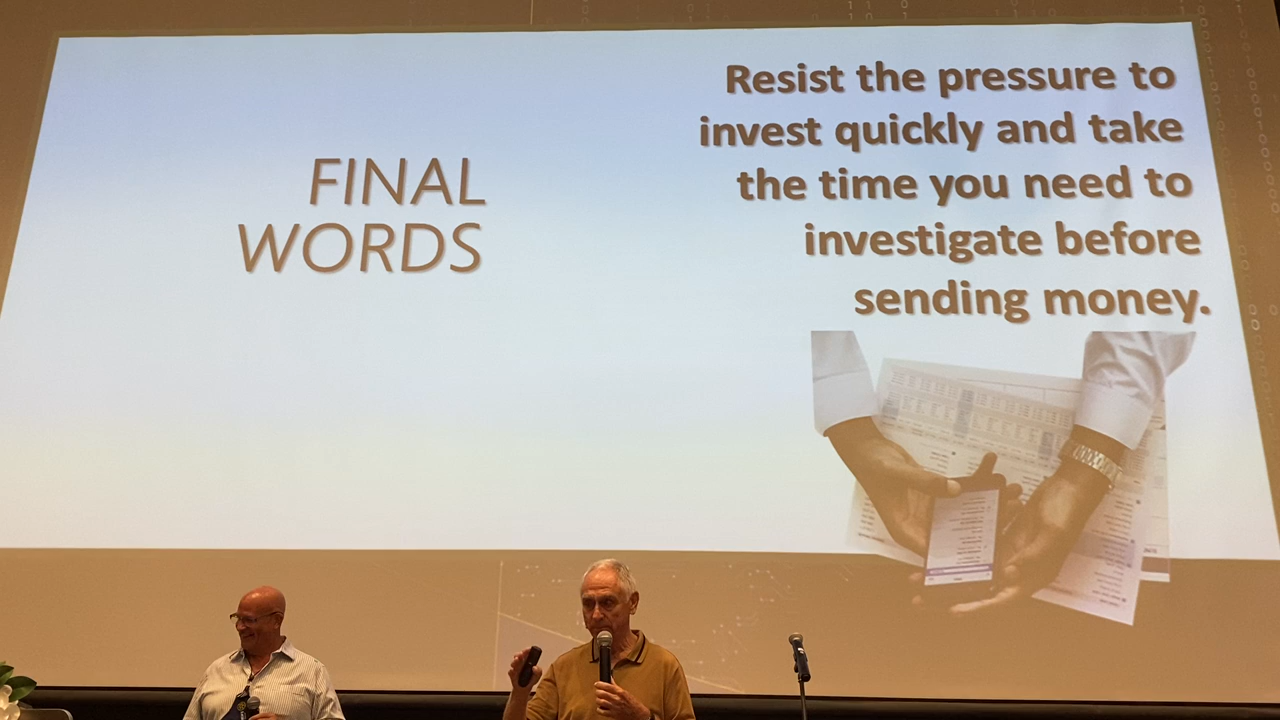 FINAL
WORDS
Resist the pressure to
invest quickly and take
the time you need to
investigate before
sending money.